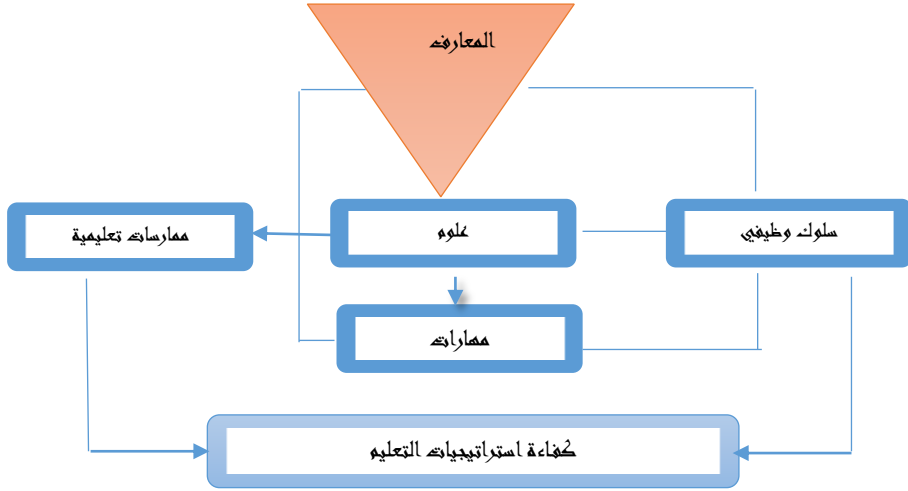 المعارف
سلوك وظيفي
علوم
ممارسات تعليمية
مهارات
كفاءة استراتيجيات التعليم